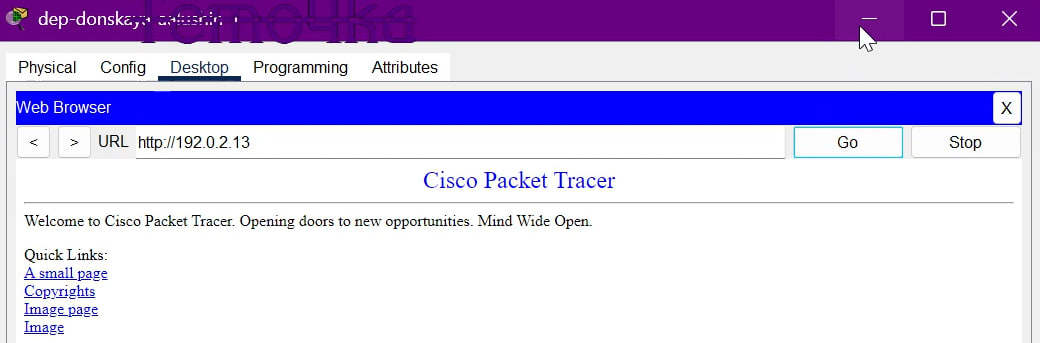 Темочка
dep-donskaya-
Physical Config Desktop Programming Attributes
Web Browser X
< > URL http://192.0.2.13 Go Stop
Cisco Packet Tracer
Welcome to Cisco Packet Tracer. Opening doors to new opportunities. Mind Wide Open.
Quick Links:
A small page
Copyrights
Image page
Image